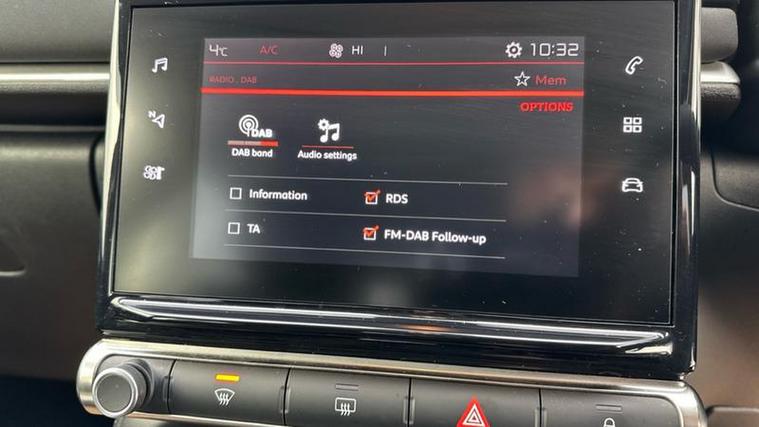 4°C A/C HI 10:32
RADIO . DAB Mem
OPTIONS
DAB
DAB band Audio settings
Information RDS
TA FM-DAB Follow-up
N